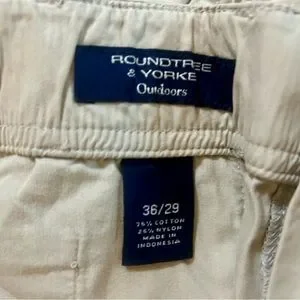 ROUNDTREE
& YORKE
Outdoors
36/29
75% COTTON
25% NYLON
MADE IN
INDONESIA